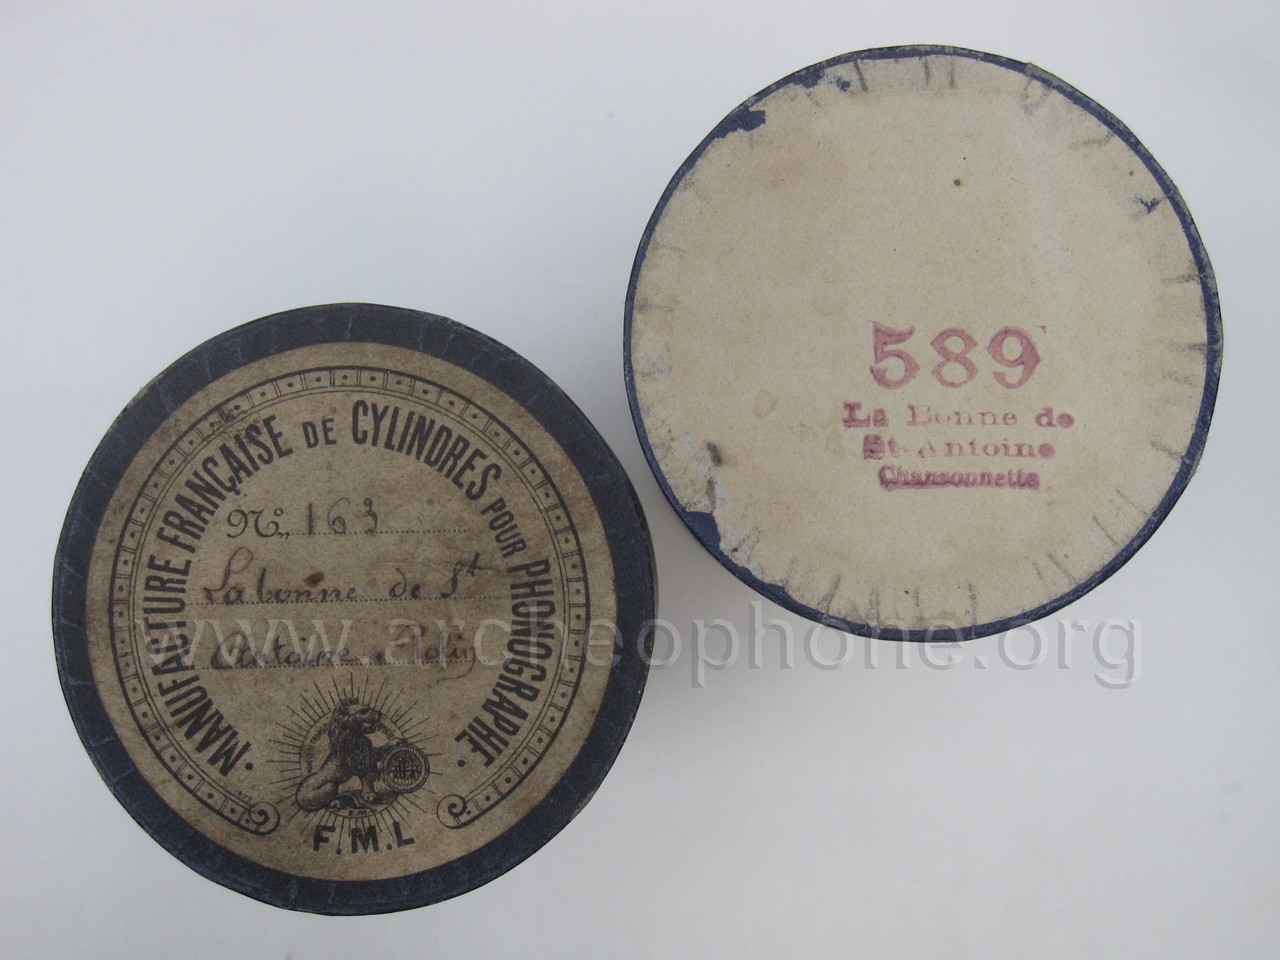 MANUFACTURE FRANÇAISE DE CYLINDRES POUR PHONOGRAPHE
No. 163
La bonne de St
Antoine
F.M.L
589
La Bonne de
St-Antoine
Chansonnette
www.archeophone.org